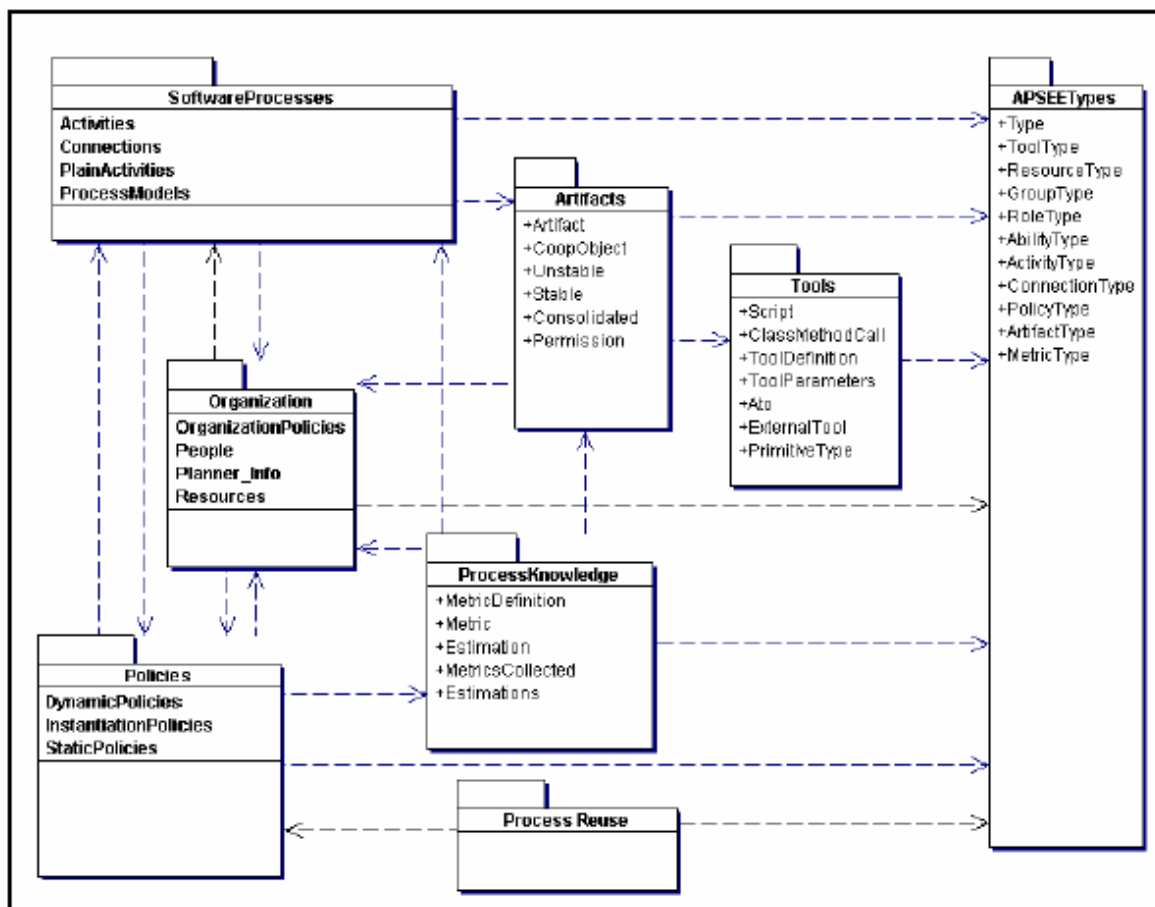 SoftwareProcesses
Activities
Connections
PlainActivities
ProcessModels
APSEETypes
+Type
+ToolType
+ResourceType
+GroupType
+RoleType
+AbilityType
+ActivityType
+ConnectionType
+PolicyType
+ArtifactType
+MetricType
Artifacts
+Artifact
+CoopObject
+Unstable
+Stable
+Consolidated
+Permission
Tools
+Script
+ClassMethodCall
+ToolDefinition
+ToolParameters
+Ato
+ExternalTool
+PrimitiveType
Organization
OrganizationPolicies
People
Planner_Info
Resources
ProcessKnowledge
+MetricDefinition
+Metric
+Estimation
+MetricsCollected
+Estimations
Policies
DynamicPolicies
InstantiationPolicies
StaticPolicies
Process Reuse